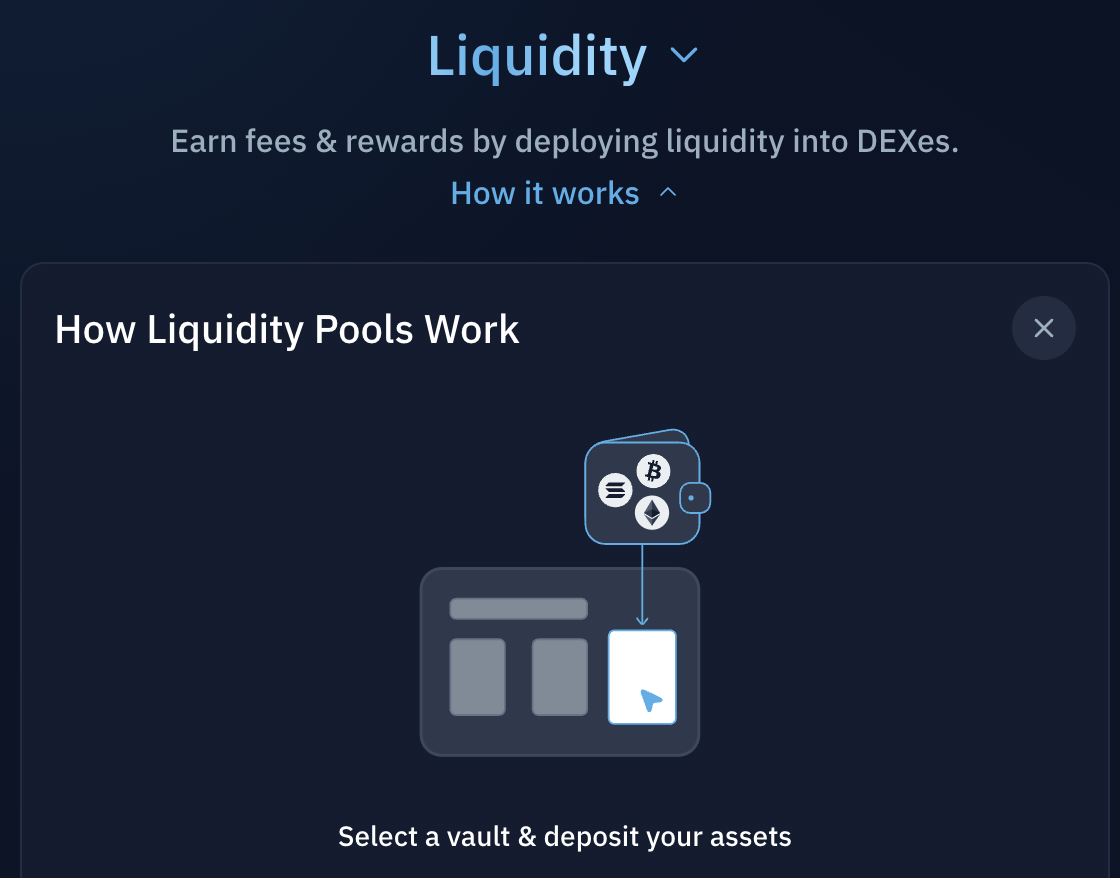 Liquidity
Earn fees & rewards by deploying liquidity into DEXes.
How it works
How Liquidity Pools Work
Select a vault & deposit your assets